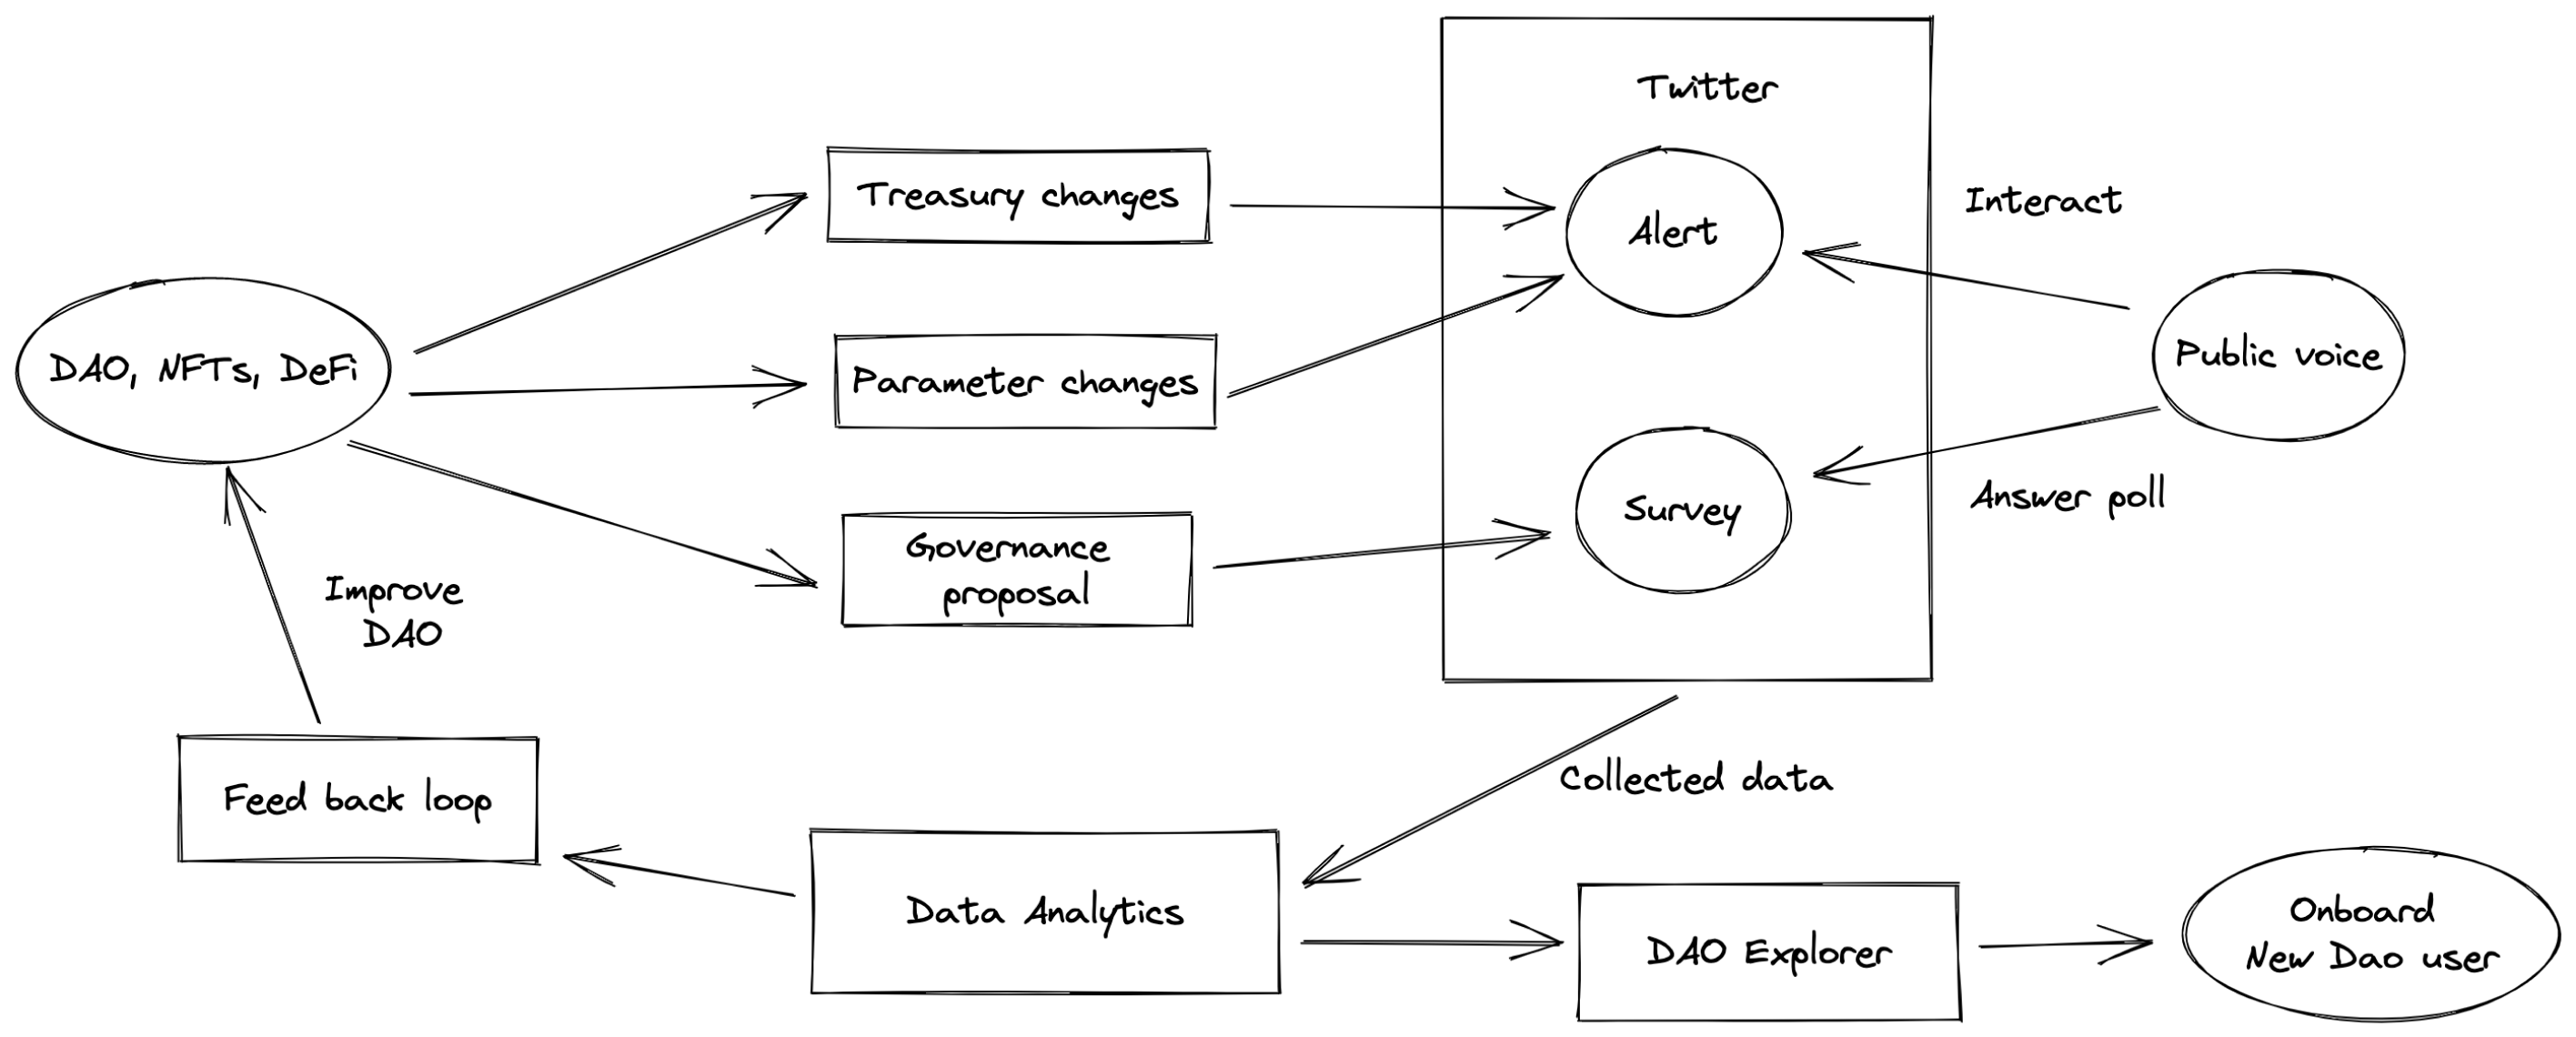 Twitter
Treasury changes
Alert
Interact
DAO, NFTs, DeFi
Parameter changes
Public voice
Survey
Answer poll
Governance
proposal
Improve
DAO
Feed back loop
Collected data
Data Analytics
DAO Explorer
Onboard
New Dao user